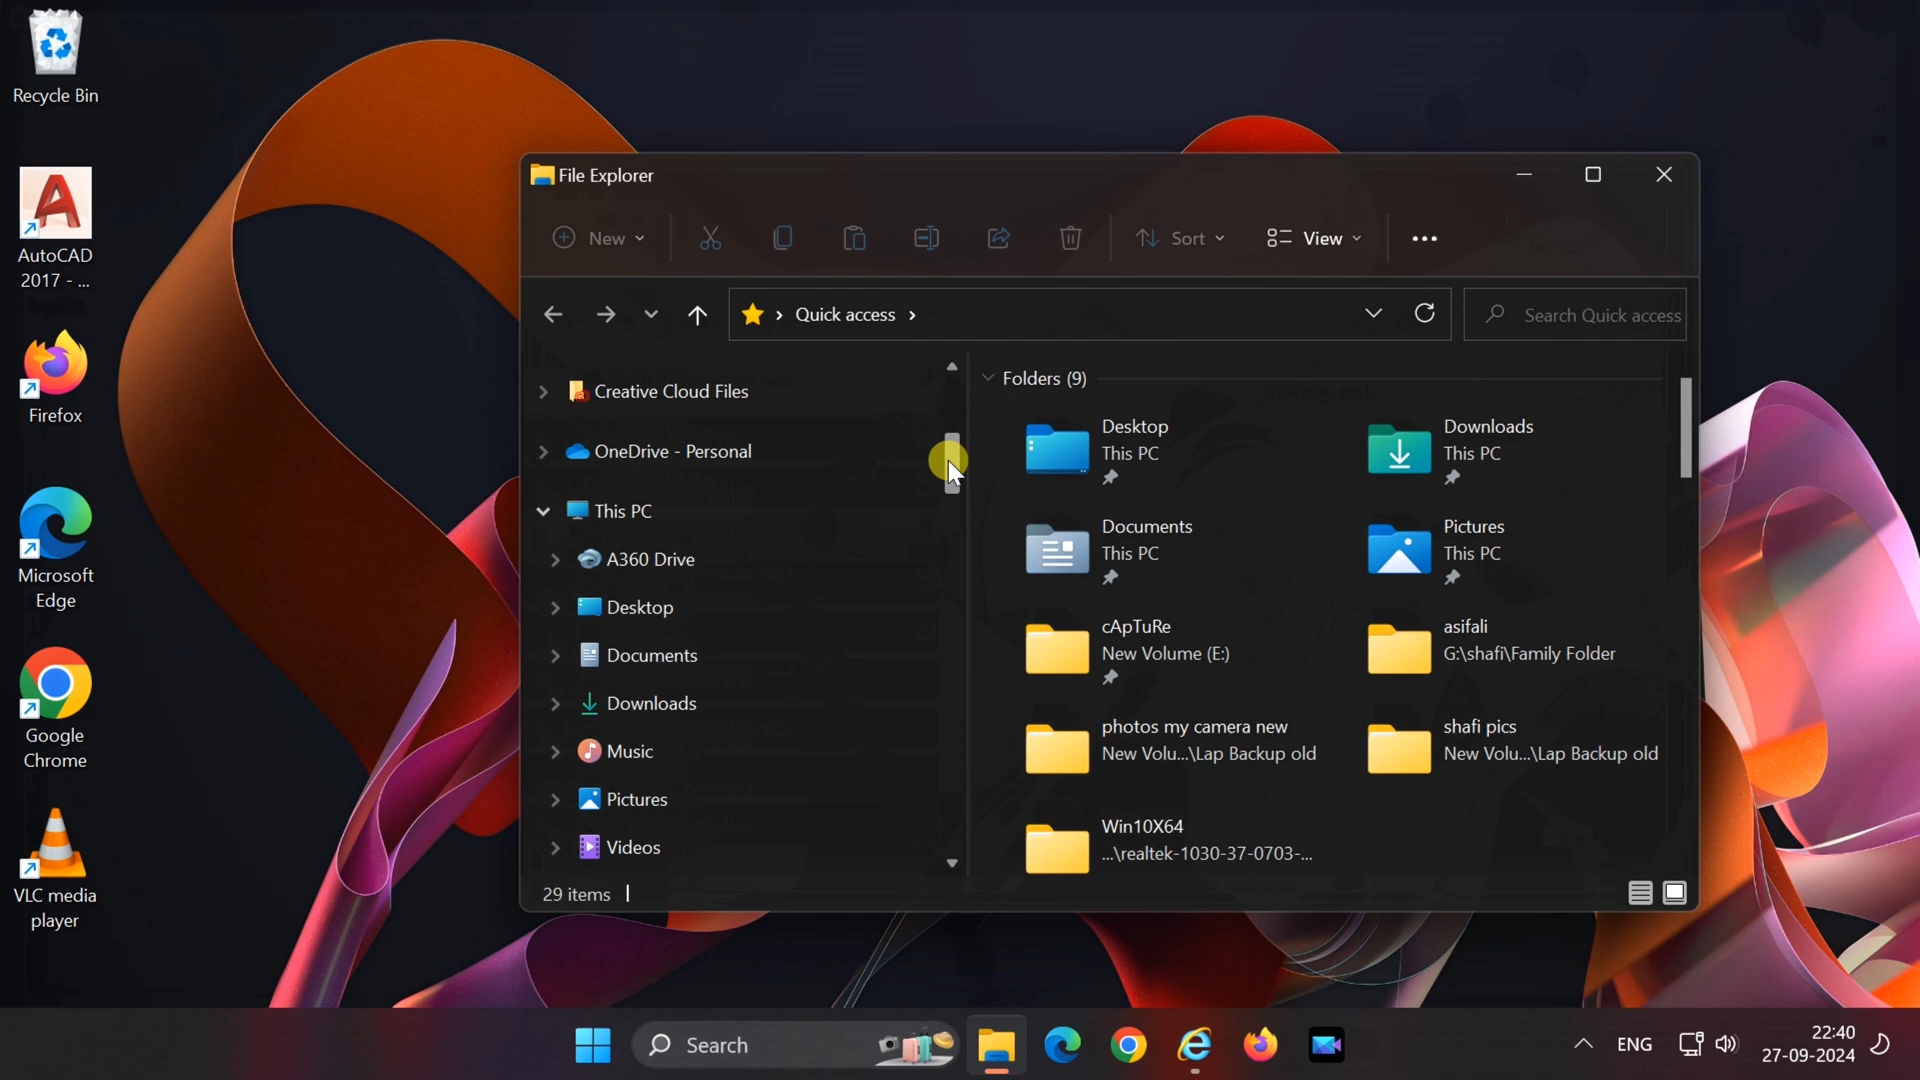 Recycle Bin
AutoCAD
2017 - ...
Firefox
Microsoft
Edge
Google
Chrome
VLC media
player
File Explorer
New
Sort
View
Quick access
Search Quick access
Creative Cloud Files
OneDrive - Personal
This PC
A360 Drive
Desktop
Documents
Downloads
Music
Pictures
Videos
Folders (9)
Desktop
This PC
Downloads
This PC
Documents
This PC
Pictures
This PC
cApTuRe
New Volume (E:)
asifali
G:\shafi\Family Folder
photos my camera new
New Volu...\Lap Backup old
shafi pics
New Volu...\Lap Backup old
Win10X64
...\realtek-1030-37-0703-...
29 items
Search
ENG
22:40
27-09-2024